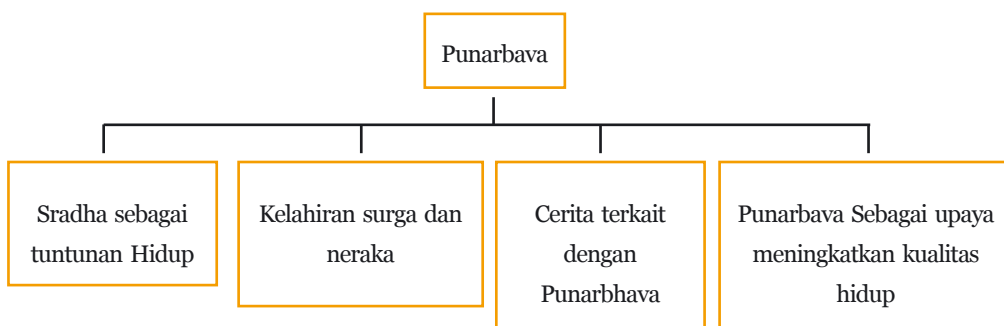 Punarbava
Sradha sebagai
tuntunan Hidup
Kelahiran surga dan
neraka
Cerita terkait
dengan
Punarbhava
Punarbava Sebagai upaya
meningkatkan kualitas
hidup